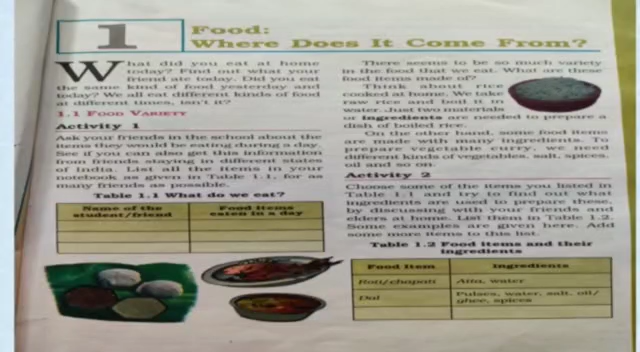 1
Food:
Where Does It Come From?
What did you eat at home
today? Find out what your
friend ate today. Did you eat
the same kind of food yesterday and
today? We all eat different kinds of food
at different times, isn't it?
1.1 FOOD VARIETY
Activity 1
Ask your friends in the school about the
items they would be eating during a day.
See if you can also get this information
from friends staying in different states
of India. List all the items in your
notebook as given in Table 1.1, for as
many friends as possible.
Table 1.1 What do we eat?
Name of the student/friend
Food items eaten in a day
There seems to be so much variety
in the food that we eat. What are these
food items made of?
Think about rice
cooked at home. We take
raw rice and boil it in
water. Just two materials
or ingredients are needed to prepare a
dish of boiled rice.
On the other hand, some food items
are made with many ingredients. To
prepare vegetable curry, we need
different kinds of vegetables, salt, spices,
oil and so on.
Activity 2
Choose some of the items you listed in
Table 1.1 and try to find out what
ingredients are used to prepare these,
by discussing with your friends and
elders at home. List them in Table 1.2.
Some examples are given here. Add
some more items to this list.
Table 1.2 Food items and their
ingredients
Food Item Ingredients
Roti/chapati Atta, water
Dal Pulses, water, salt, oil/
ghee, spices